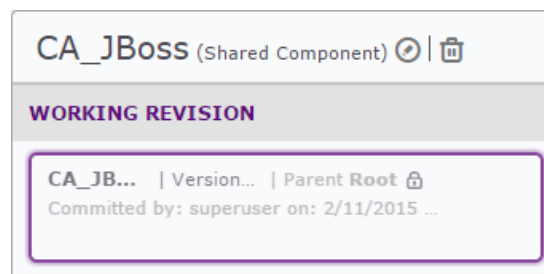 CA_JBoss (Shared Component)
WORKING REVISION
CA_JB... | Version... | Parent Root
Committed by: superuser on: 2/11/2015 ...